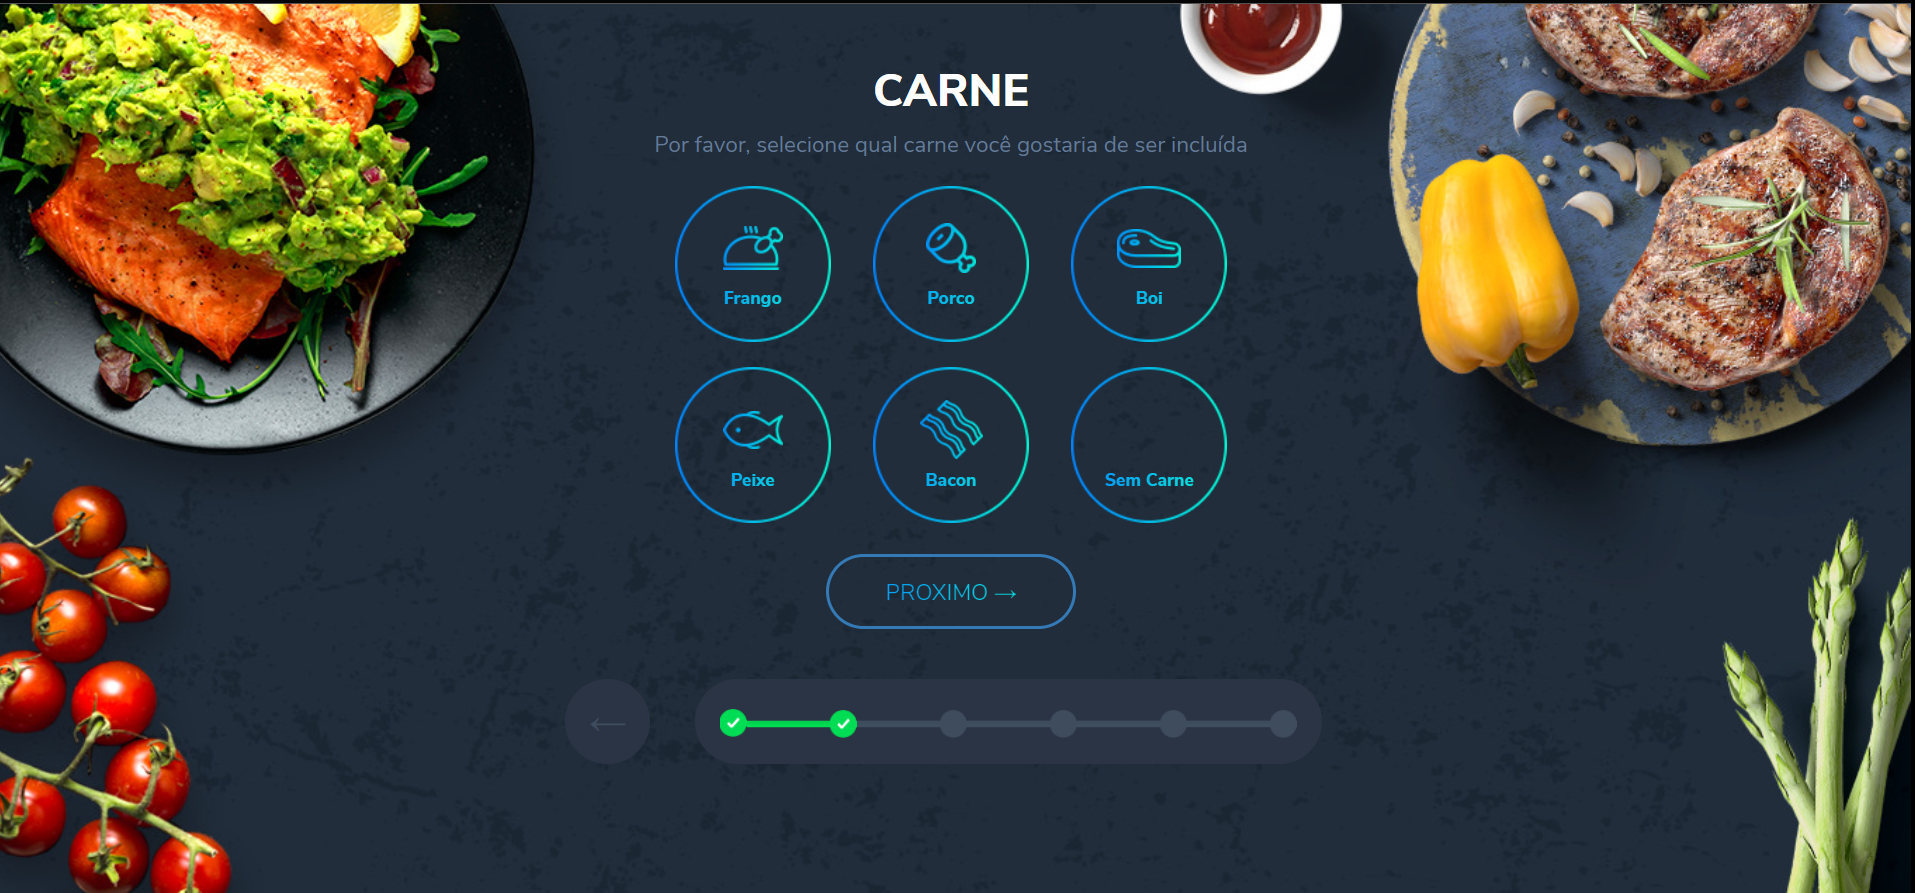 CARNE
Por favor, selecione qual carne você gostaria de ser incluída
Frango
Porco
Boi
Peixe
Bacon
Sem Carne
PROXIMO →